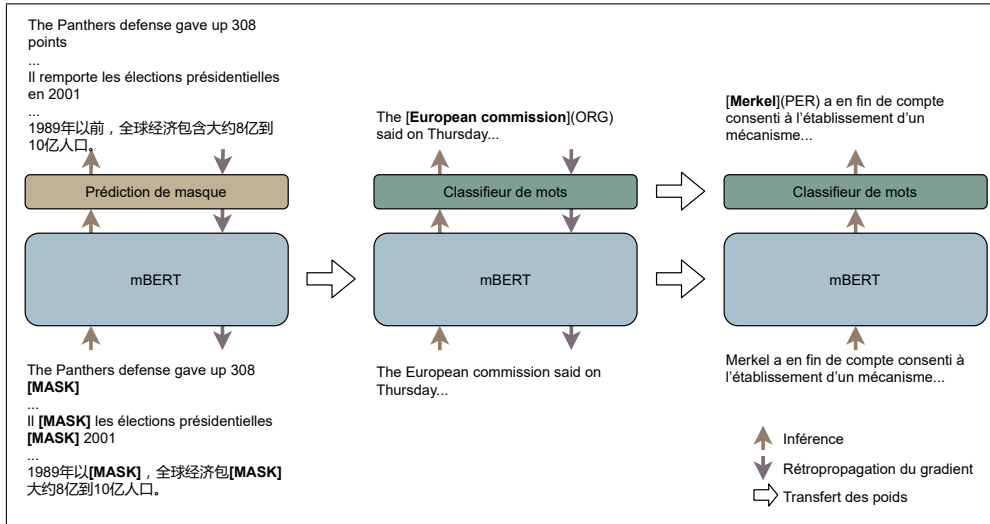 The Panthers defense gave up 308
points
...
Il remporte les élections présidentielles
en 2001
...
1989年以前，全球经济包含大约8亿到
10亿人口。
Prédiction de masque
mBERT
The Panthers defense gave up 308
[MASK]
...
Il [MASK] les élections présidentielles
[MASK] 2001
...
1989年以[MASK]，全球经济包[MASK]
大约8亿到10亿人口。
The [European commission](ORG)
said on Thursday...
Classifieur de mots
mBERT
The European commission said on
Thursday...
[Merkel](PER) a en fin de compte
consenti à l'établissement d'un
mécanisme...
Classifieur de mots
mBERT
Merkel a en fin de compte consenti à
l'établissement d'un mécanisme...
Inférence
Rétropropagation du gradient
Transfert des poids